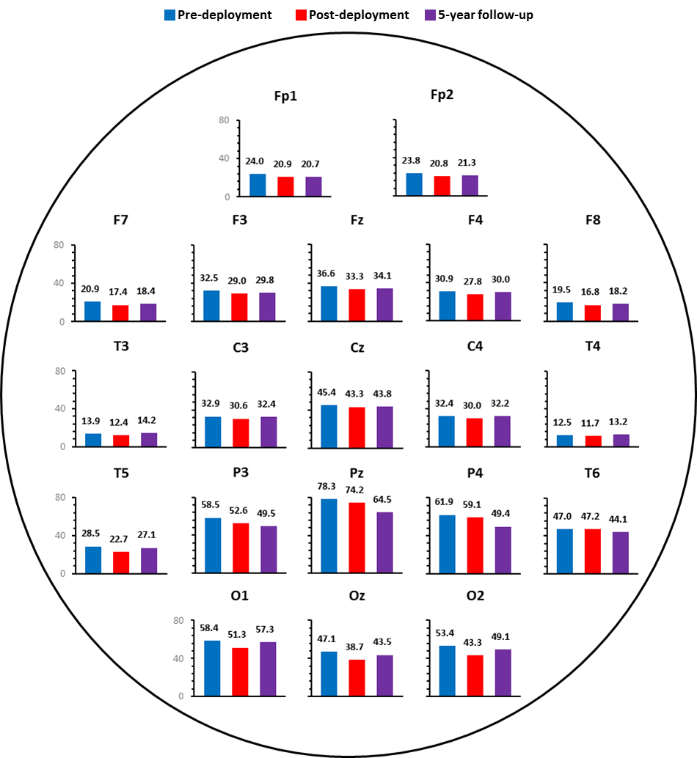 Pre-deployment Post-deployment 5-year follow-up
Fp1 Fp2
80
24.0 20.9 20.7 23.8 20.8 21.3
40
0
F7 F3 Fz F4 F8
80
20.9 17.4 18.4 32.5 29.0 29.8 36.6 33.3 34.1 30.9 27.8 30.0 19.5 16.8 18.2
40
0
T3 C3 Cz C4 T4
80
13.9 12.4 14.2 32.9 30.6 32.4 45.4 43.3 43.8 32.4 30.0 32.2 12.5 11.7 13.2
40
0
T5 P3 Pz P4 T6
80
28.5 22.7 27.1 58.5 52.6 49.5 78.3 74.2 64.5 61.9 59.1 49.4 47.0 47.2 44.1
40
0
O1 Oz O2
80
58.4 51.3 57.3 47.1 38.7 43.5 53.4 43.3 49.1
40
0